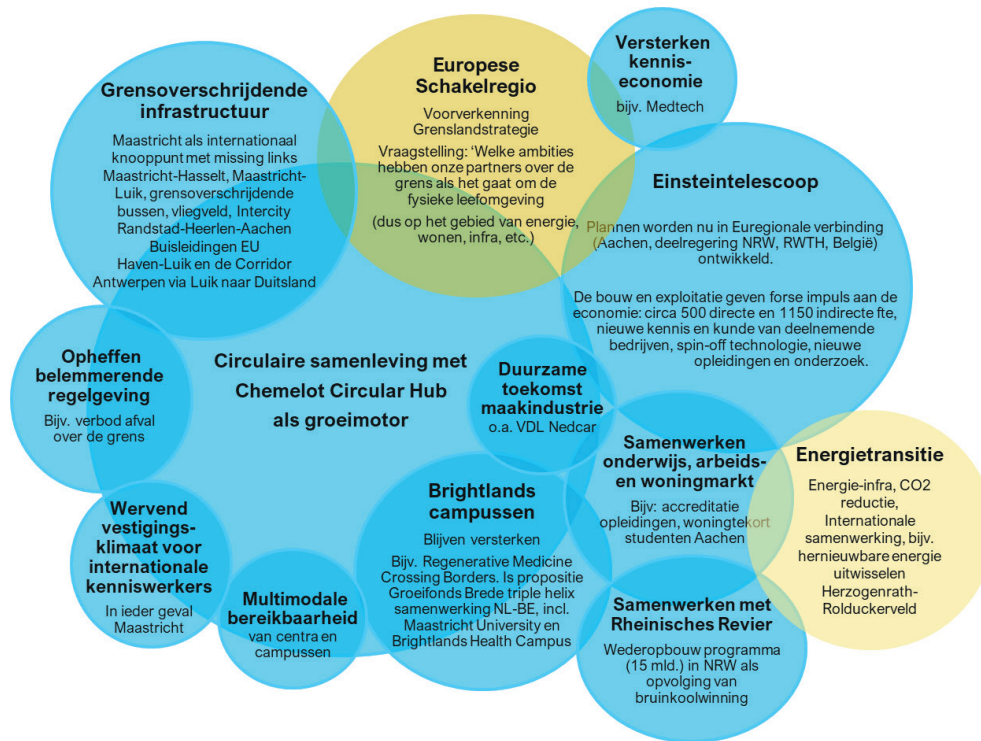 Versterken
kennis-
economie
bijv. Medtech
Europese
Schakelregio
Voorverkenning
Grenslandstrategie
Vraagstelling: ‘Welke ambities
hebben onze partners over de
grens als het gaat om de
fysieke leefomgeving
(dus op het gebied van energie,
wonen, infra, etc.)
Grensoverschrijdende
infrastructuur
Maastricht als internationaal
knooppunt met missing links
Maastricht-Hasselt, Maastricht-
Luik, grensoverschrijdende
bussen, vliegveld, Intercity
Randstad-Heerlen-Aachen
Buisleidingen EU
Haven-Luik en de Corridor
Antwerpen via Luik naar Duitsland
Einsteintelescoop
Plannen worden nu in Euregionale verbinding
(Aachen, deelregering NRW, RWTH, België)
ontwikkeld.
De bouw en exploitatie geven forse impuls aan de
economie: circa 500 directe en 1150 indirecte fte,
nieuwe kennis en kunde van deelnemende
bedrijven, spin-off technologie, nieuwe
opleidingen en onderzoek.
Opheffen
belemmerende
regelgeving
Bijv. verbod afval
over de grens
Circulaire samenleving met
Chemelot Circular Hub
als groeimotor
Duurzame
toekomst
maakindustrie
o.a. VDL Nedcar
Samenwerken
onderwijs, arbeids-
en woningmarkt
Bijv: accreditatie
opleidingen, woningtekort
studenten Aachen
Energietransitie
Energie-infra, CO2
reductie,
Internationale
samenwerking, bijv.
hernieuwbare energie
uitwisselen
Herzogenrath-
Rolduckerveld
Wervend
vestigings-
klimaat voor
internationale
kenniswerkers
In ieder geval
Maastricht
Multimodale
bereikbaarheid
van centra en
campussen
Brightlands
campussen
Blijven versterken
Bijv. Regenerative Medicine
Crossing Borders. Is propositie
Groeifonds Brede triple helix
samenwerking NL-BE, incl.
Maastricht University en
Brightlands Health Campus
Samenwerken met
Rheinisches Revier
Wederopbouw programma
(15 mld.) in NRW als
opvolging van
bruinkoolwinning